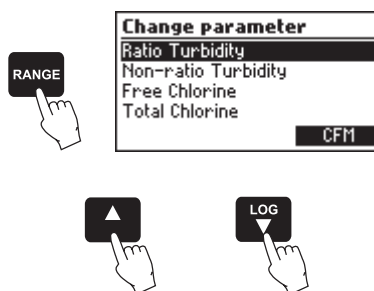 RANGE
Change parameter
Ratio Turbidity
Non-ratio Turbidity
Free Chlorine
Total Chlorine
CFM
LOG